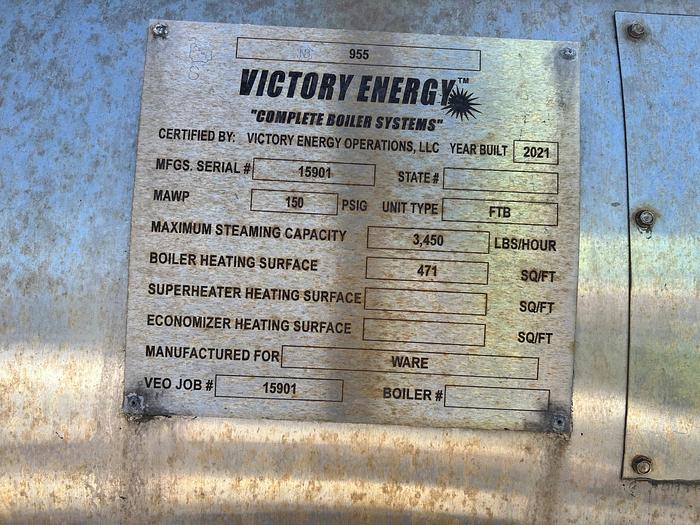 NB 955
VICTORY ENERGY™
"COMPLETE BOILER SYSTEMS"
CERTIFIED BY: VICTORY ENERGY OPERATIONS, LLC YEAR BUILT 2021
MFGS. SERIAL # 15901 STATE #
MAWP 150 PSIG UNIT TYPE FTB
MAXIMUM STEAMING CAPACITY 3,450 LBS/HOUR
BOILER HEATING SURFACE 471 SQ/FT
SUPERHEATER HEATING SURFACE SQ/FT
ECONOMIZER HEATING SURFACE SQ/FT
MANUFACTURED FOR WARE
VEO JOB # 15901 BOILER #